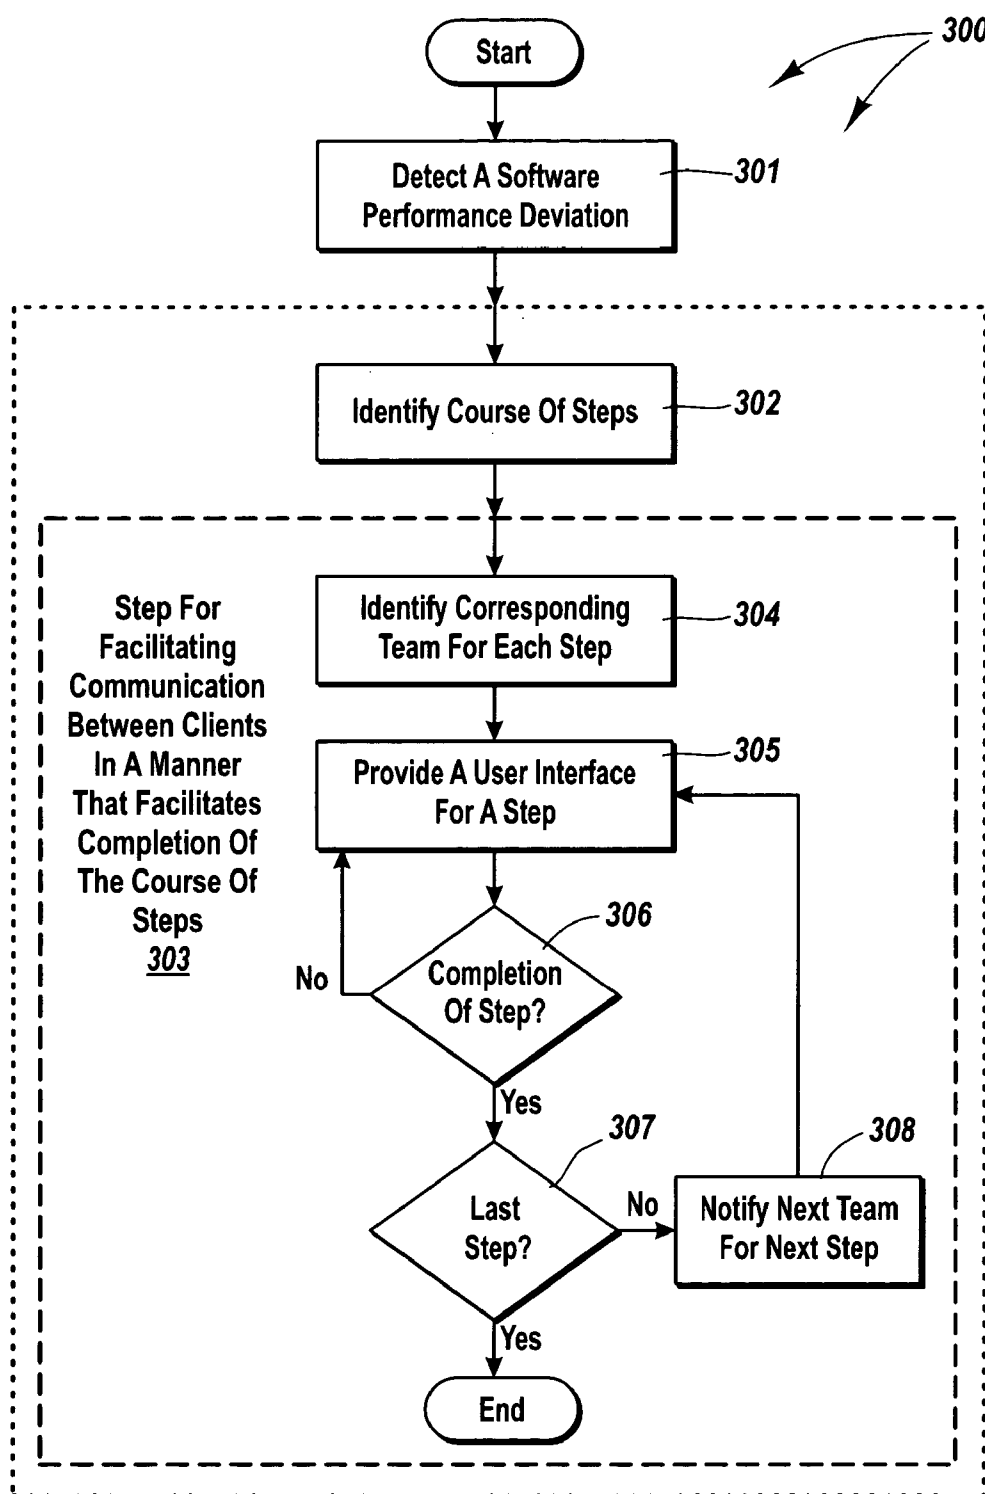 300
Start
Detect A Software
Performance Deviation
301
Identify Course Of Steps
302
Step For
Facilitating
Communication
Between Clients
In A Manner
That Facilitates
Completion Of
The Course Of
Steps
303
Identify Corresponding
Team For Each Step
304
Provide A User Interface
For A Step
305
Completion
Of Step?
306
No
Yes
Last
Step?
307
No
Notify Next Team
For Next Step
308
Yes
End